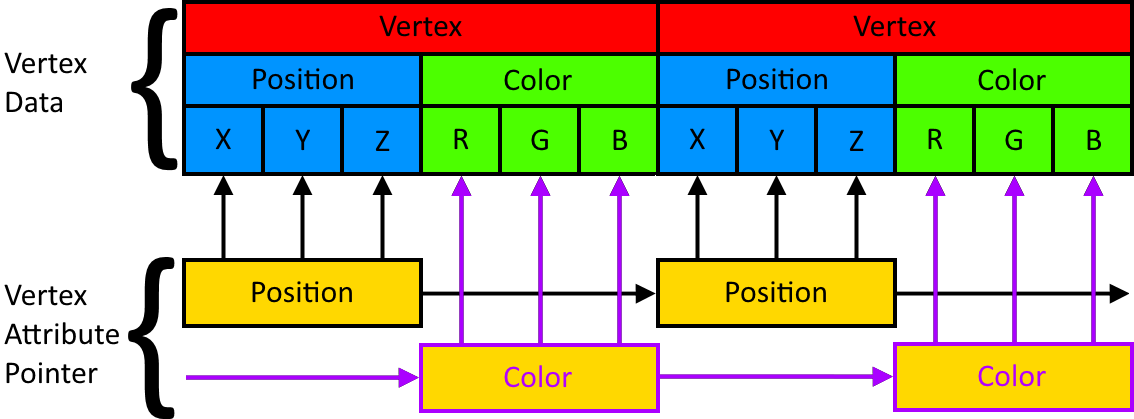 Vertex Vertex
Vertex
Data
Position Color Position Color
X Y Z R G B X Y Z R G B
Position Position
Vertex
Attribute
Pointer
Color Color